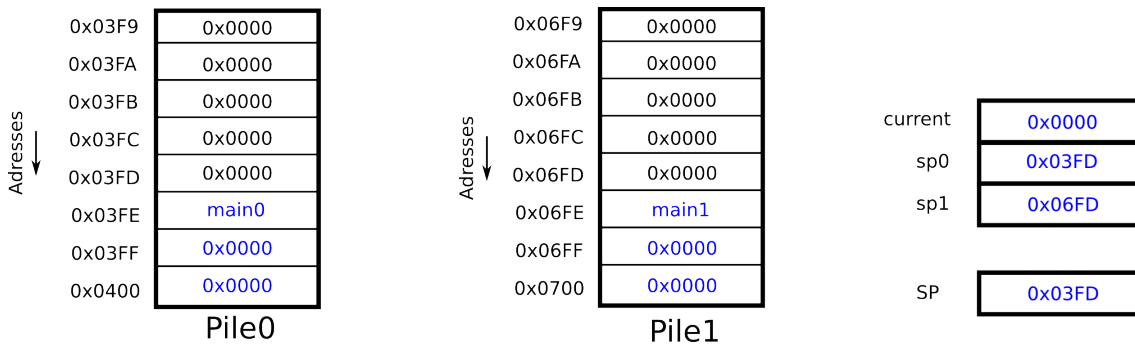 0x03F9 0x0000
0x03FA 0x0000
0x03FB 0x0000
0x03FC 0x0000
0x03FD 0x0000
0x03FE main0
0x03FF 0x0000
0x0400 0x0000
Adresses
Pile0
0x06F9 0x0000
0x06FA 0x0000
0x06FB 0x0000
0x06FC 0x0000
0x06FD 0x0000
0x06FE main1
0x06FF 0x0000
0x0700 0x0000
Adresses
Pile1
current 0x0000
sp0 0x03FD
sp1 0x06FD
SP 0x03FD